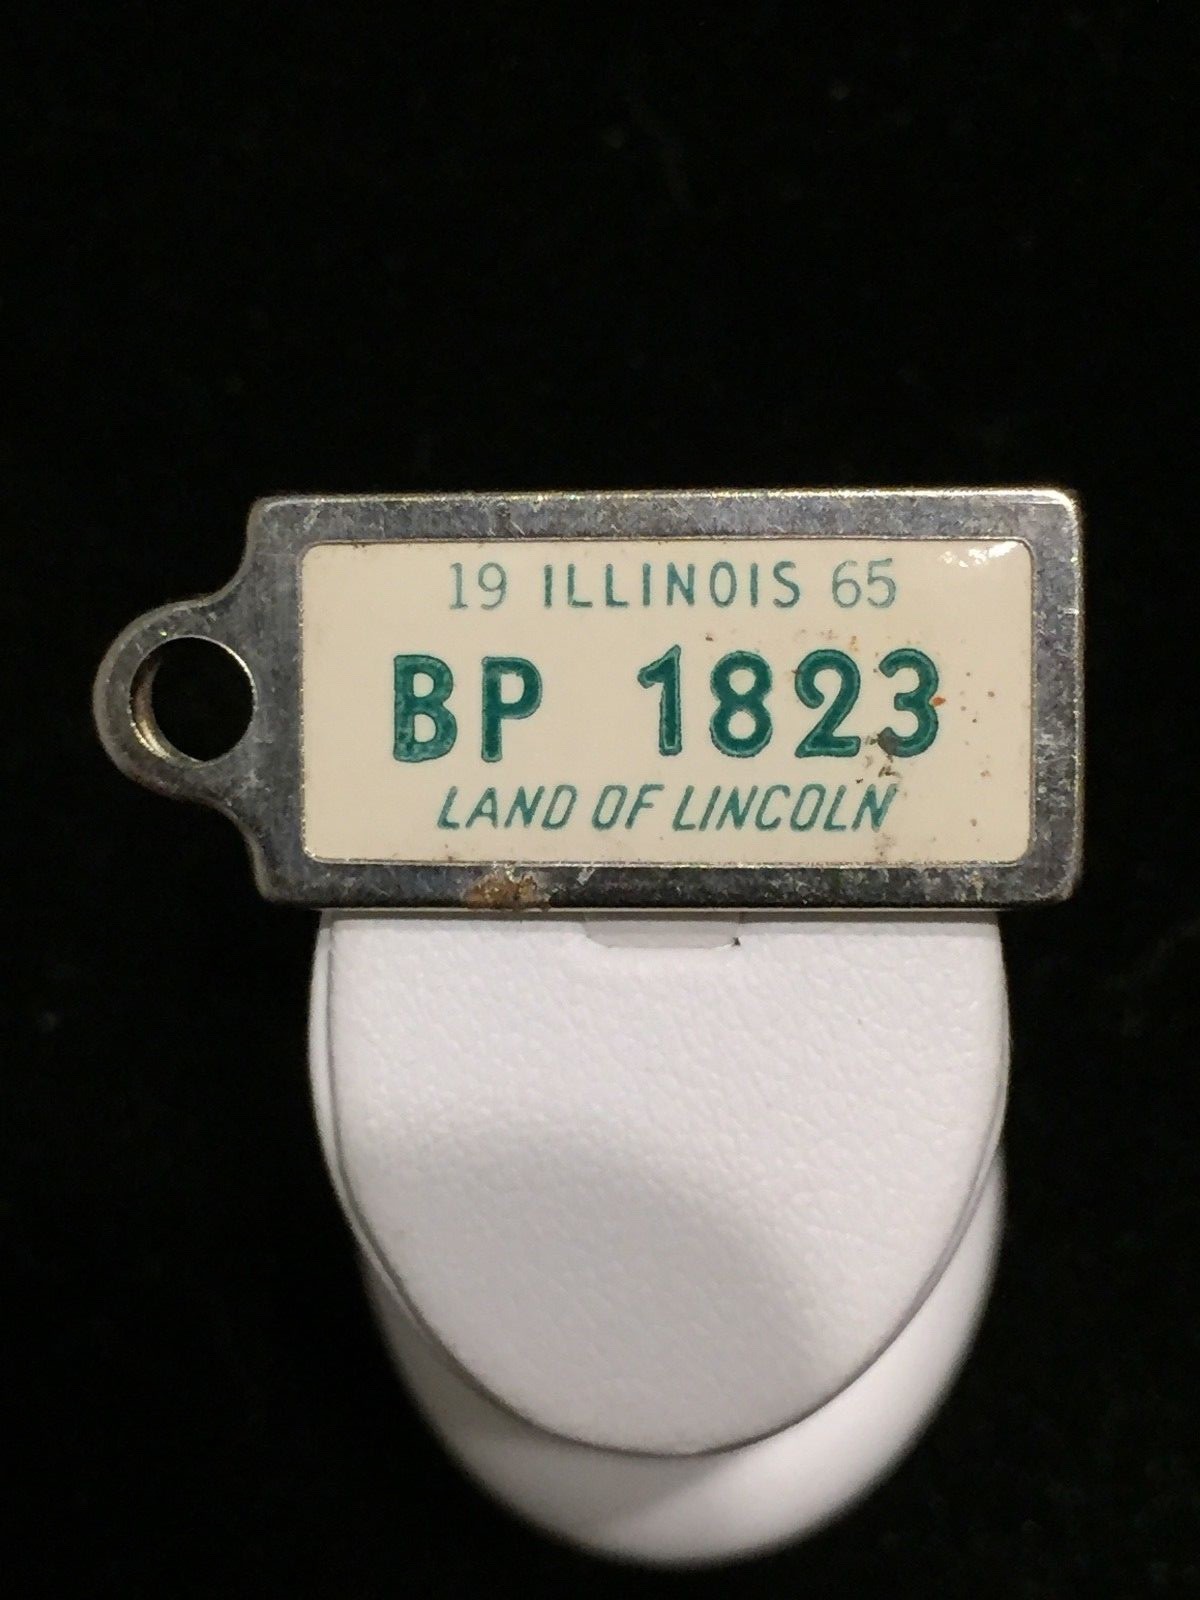 19 ILLINOIS 65
BP 1823
LAND OF LINCOLN